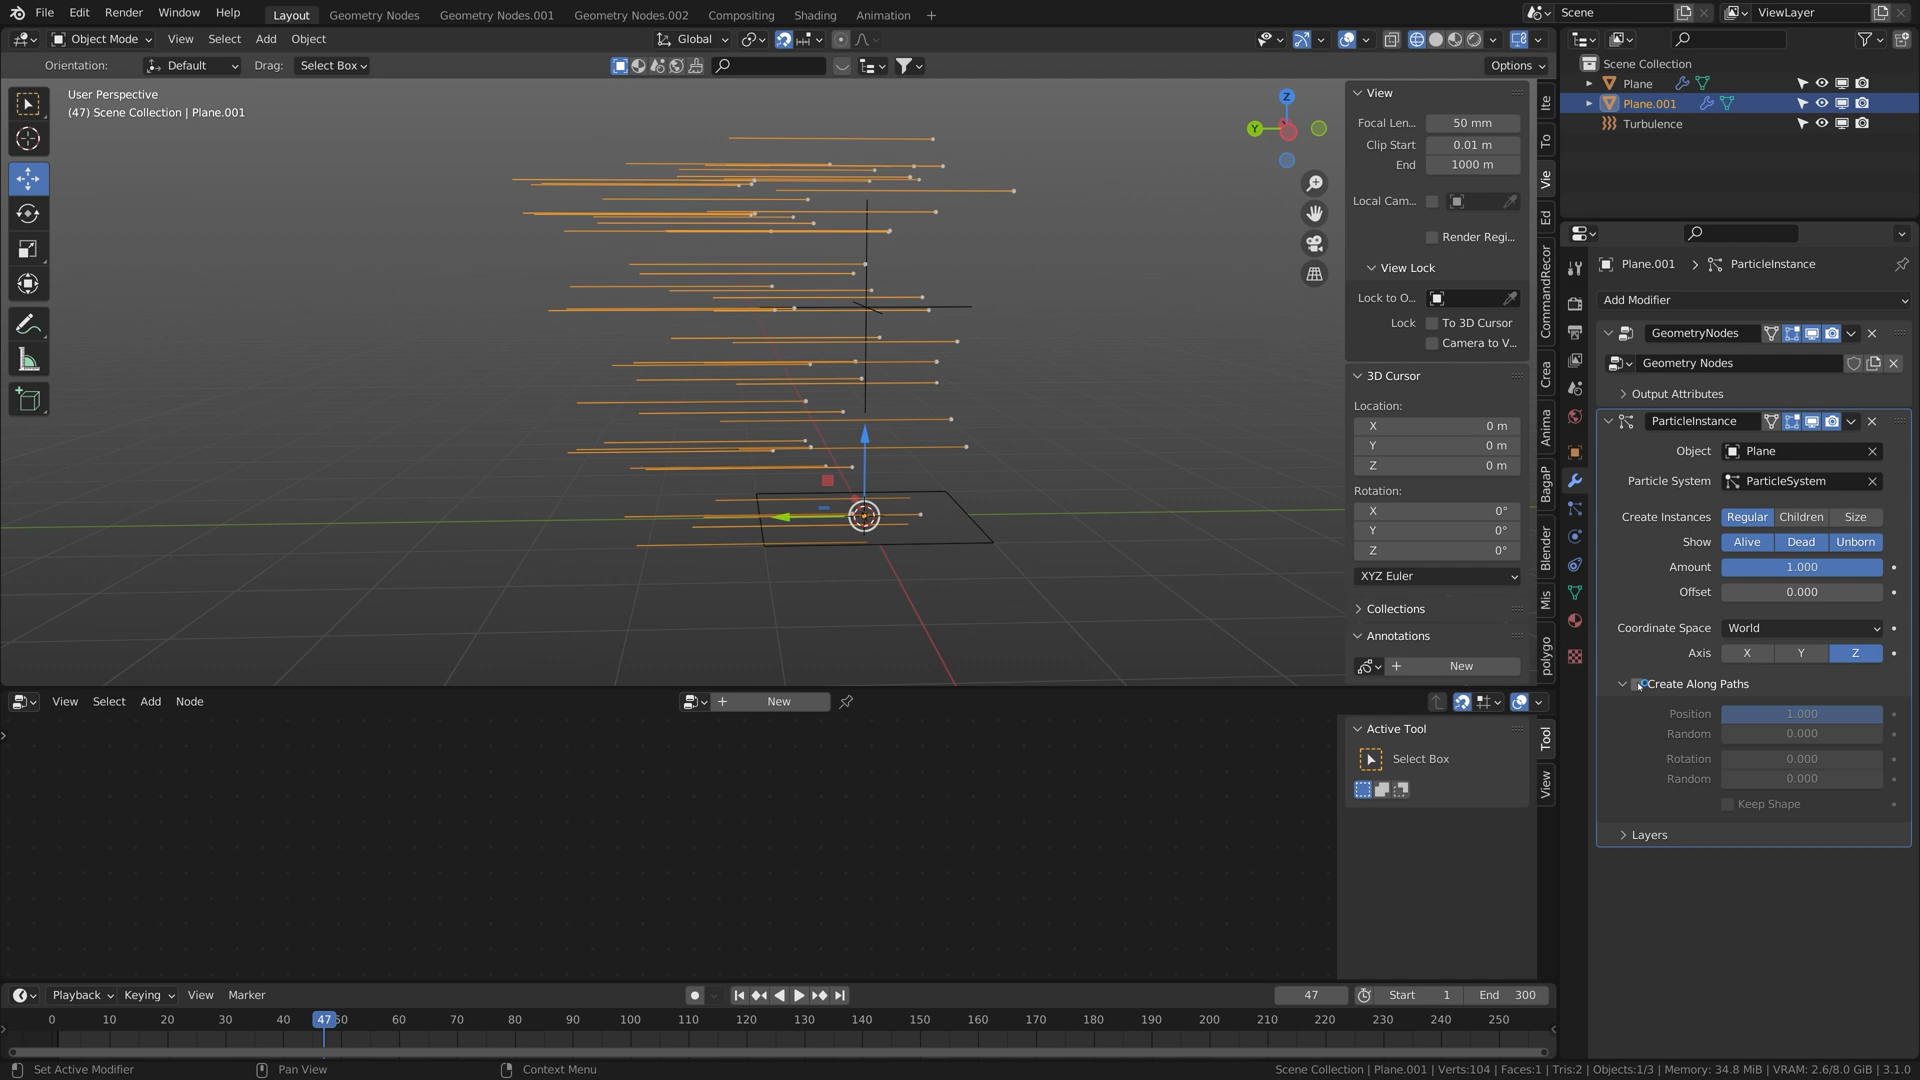 File Edit Render Window Help Layout Geometry Nodes Geometry Nodes.001 Geometry Nodes.002 Compositing Shading Animation + Scene ViewLayer
Object Mode View Select Add Object Global
Orientation: Default Drag: Select Box Options
User Perspective
(47) Scene Collection | Plane.001
Z
Y
View
Focal Len... 50 mm
Clip Start 0.01 m
End 1000 m
Local Cam...
Render Regi...
View Lock
Lock to O...
Lock To 3D Cursor
Camera to V...
3D Cursor
Location:
X 0 m
Y 0 m
Z 0 m
Rotation:
X 0°
Y 0°
Z 0°
XYZ Euler
Collections
Annotations
+ New
Ite
To
Vie
Ed
CommandRecor
Crea
Anima
BagaP
Blender
Mis
polygo
Scene Collection
Plane
Plane.001
Turbulence
Plane.001 > ParticleInstance
Add Modifier
GeometryNodes
Geometry Nodes
Output Attributes
ParticleInstance
Object Plane
Particle System ParticleSystem
Create Instances Regular Children Size
Show Alive Dead Unborn
Amount 1.000
Offset 0.000
Coordinate Space World
Axis X Y Z
Create Along Paths
Position 1.000
Random 0.000
Rotation 0.000
Random 0.000
Keep Shape
Layers
View Select Add Node + New
Active Tool
Select Box
Tool
View
Playback Keying View Marker 47 Start 1 End 300
0 10 20 30 40 47 50 60 70 80 90 100 110 120 130 140 150 160 170 180 190 200 210 220 230 240 250
Set Active Modifier Pan View Context Menu Scene Collection | Plane.001 | Verts:104 | Faces:1 | Tris:2 | Objects:1/3 | Memory: 34.8 MiB | VRAM: 2.6/8.0 GiB | 3.1.0